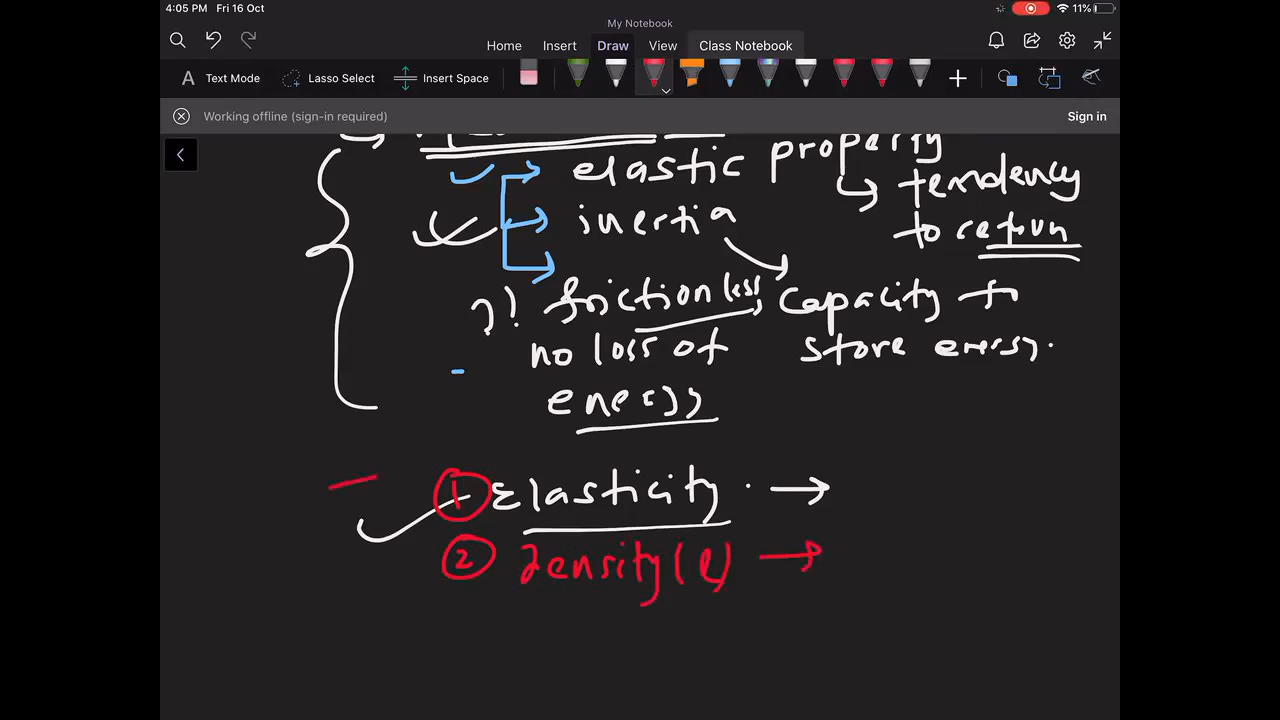 4:05 PM Fri 16 Oct
11%
My Notebook
Home Insert Draw View Class Notebook
A Text Mode Lasso Select Insert Space
Working offline (sign-in required) Sign in
elastic property
↳ tendency
to return
inertia
?! frictionless capacity to
no loss of store energy.
energy
① Elasticity →
② Density (ρ) →